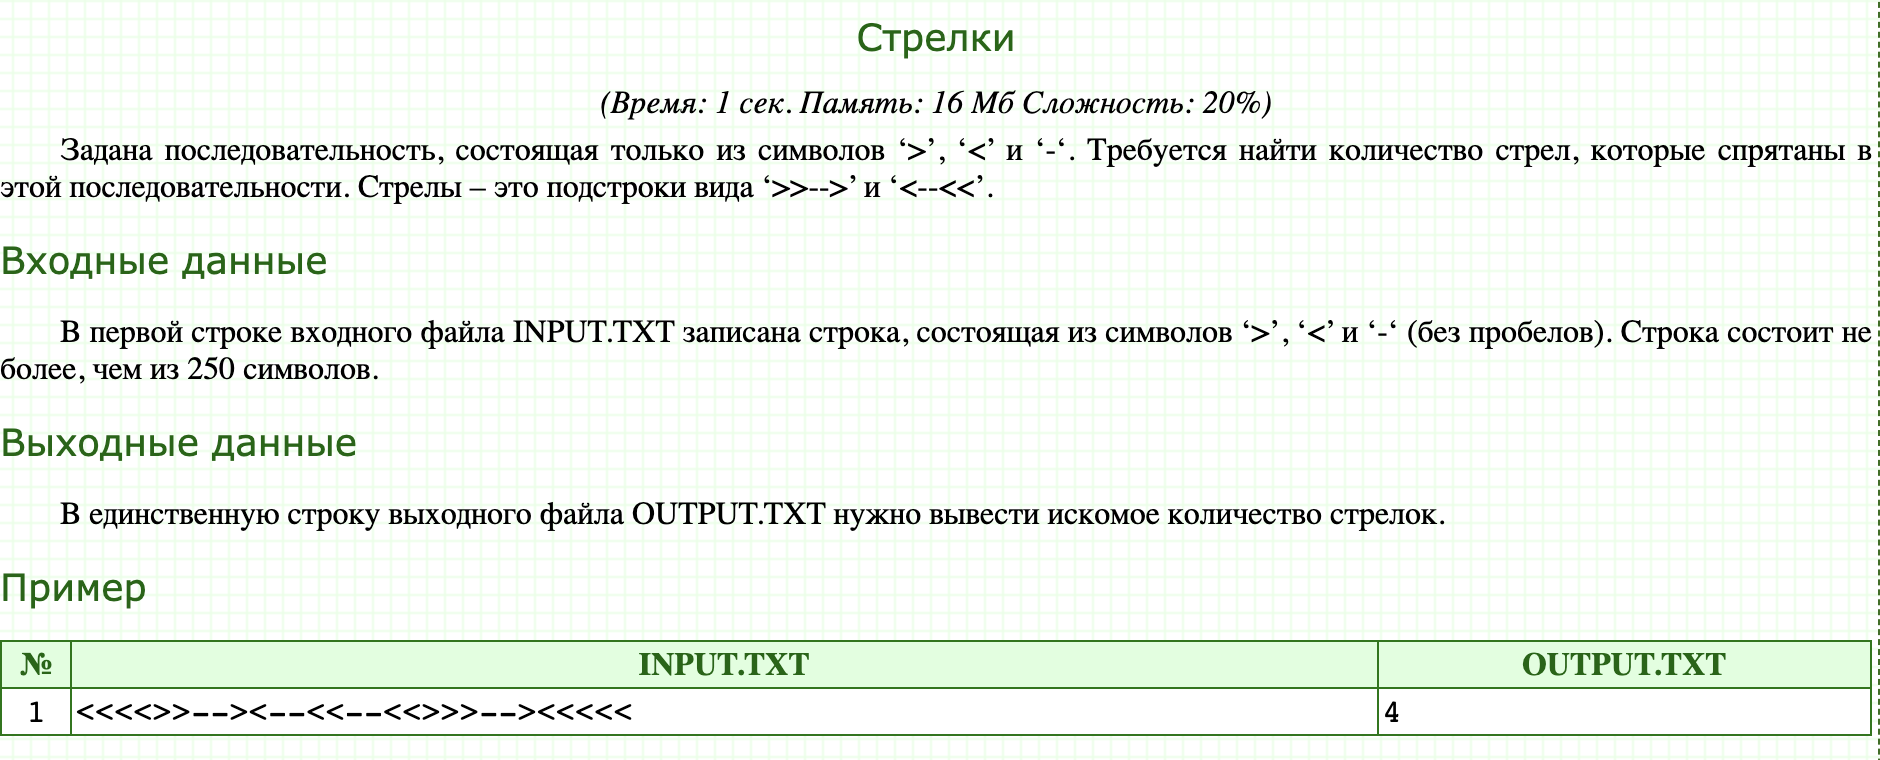 Стрелки
(Время: 1 сек. Память: 16 Мб Сложность: 20%)
Задана последовательность, состоящая только из символов ‘>’, ‘<’ и ‘-‘. Требуется найти количество стрел, которые спрятаны в
этой последовательности. Стрелы – это подстроки вида ‘>>-->’ и ‘<--<<’.
Входные данные
В первой строке входного файла INPUT.TXT записана строка, состоящая из символов ‘>’, ‘<’ и ‘-‘ (без пробелов). Строка состоит не
более, чем из 250 символов.
Выходные данные
В единственную строку выходного файла OUTPUT.TXT нужно вывести искомое количество стрелок.
Пример
№ INPUT.TXT OUTPUT.TXT
1 <<<<>>--><--<<--<<>>>--><<<<< 4